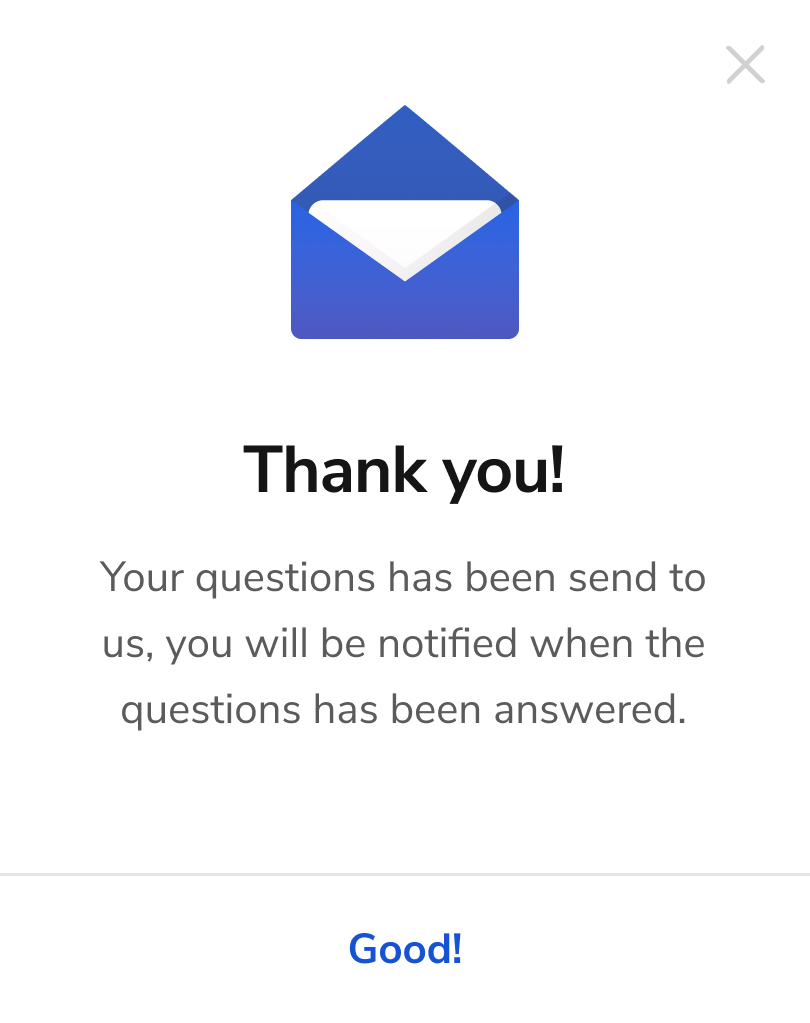 Thank you!
Your questions has been send to
us, you will be notified when the
questions has been answered.
Good!